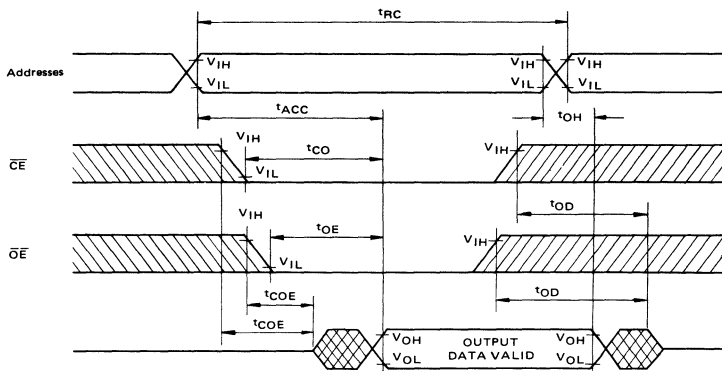 tRC
Addresses
VIH
VIL
VIH
VIL
VIH
VIL
tACC
tOH
CE
VIH
VIL
tCO
VIH
tOD
OE
VIH
VIL
tOE
VIH
tOD
tCOE
tCOE
VOH
VOL
OUTPUT
DATA VALID
VOH
VOL